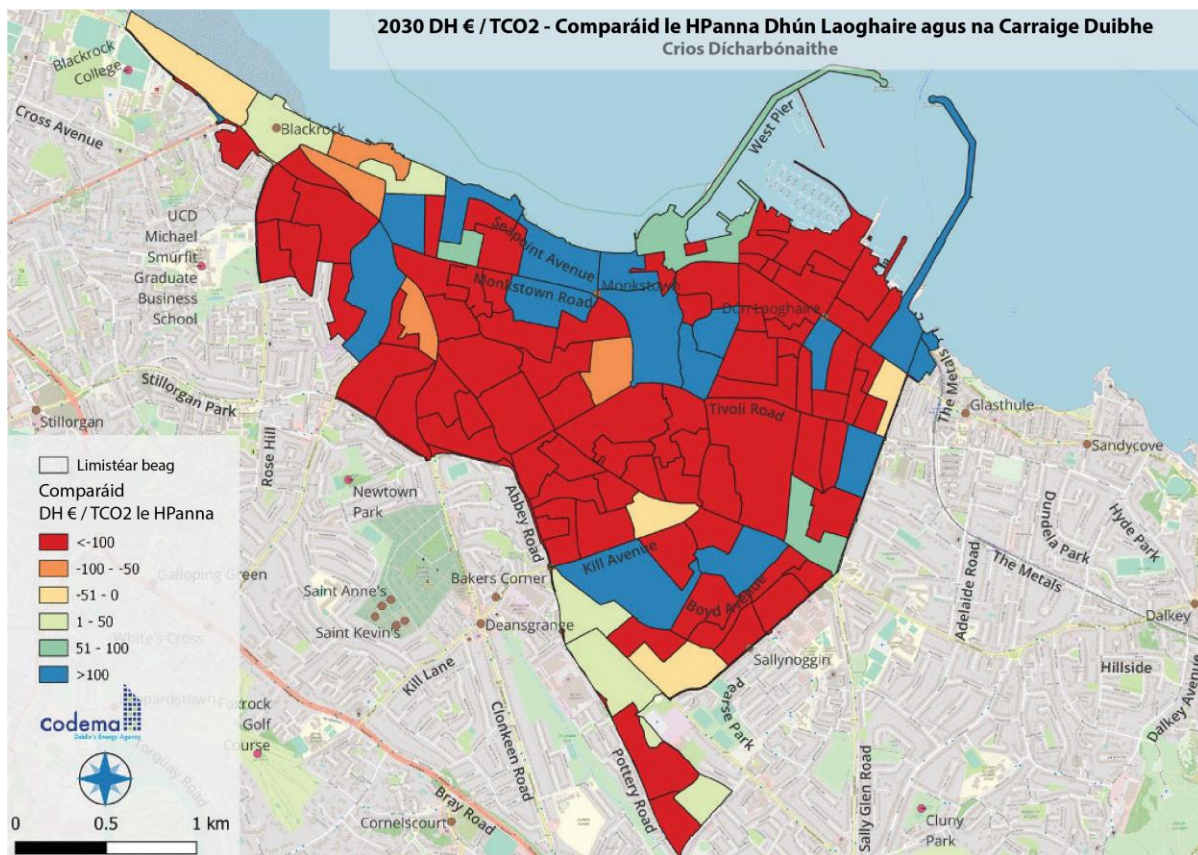 2030 DH € / TCO2 - Comparáid le HPanna Dhún Laoghaire agus na Carraige Duibhe
Crios Dícharbónaithe
Blackrock
College
Cross Avenue
Blackrock
West Pier
UCD
Michael
Smurfit
Graduate
Business
School
Seapoint Avenue
Monkstown Road
Monkstown
Dún Laoghaire
The Metals
Glasthule
Sandycove
Stillorgan Park
Stillorgan
Rose Hill
Tivoli Road
Newtown
Park
Abbey Road
Dundela Park
Hyde Park
Adelaide Road
The Metals
Dalkey
Kill Avenue
Bakers Corner
Boyd Avenue
Galloping Green
Saint Anne's
Saint Kevin's
Deansgrange
White's Cross
Sallynoggin
Hillside
Kill Lane
Pearse Park
Dalkey Avenue
Foxrock
Golf
Course
Clonkeen Road
Pottery Road
Torquay Road
Bray Road
Sally Glen Road
Cornelscourt
Cluny
Park
Limistéar beag
Comparáid
DH € / TCO2 le HPanna
<-100
-100 - -50
-51 - 0
1 - 50
51 - 100
>100
codema
Dublin's Energy Agency
0 0.5 1 km